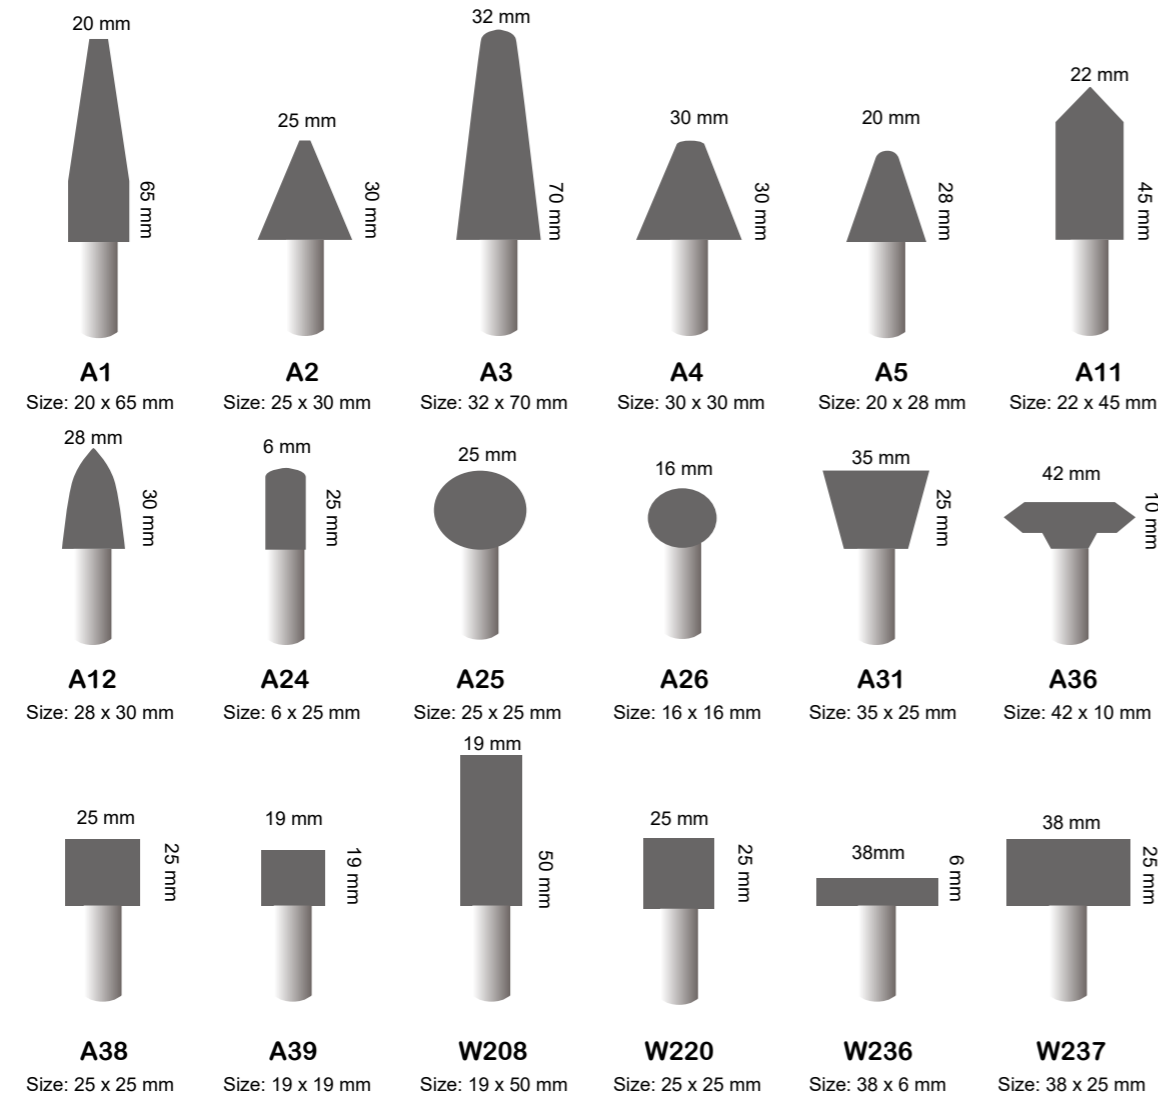 20 mm
25 mm
32 mm
30 mm
20 mm
22 mm
65 mm
30 mm
70 mm
30 mm
28 mm
45 mm
A1
A2
A3
A4
A5
A11
Size: 20 x 65 mm
Size: 25 x 30 mm
Size: 32 x 70 mm
Size: 30 x 30 mm
Size: 20 x 28 mm
Size: 22 x 45 mm
28 mm
6 mm
25 mm
16 mm
35 mm
42 mm
30 mm
25 mm
25 mm
10 mm
A12
A24
A25
A26
A31
A36
Size: 28 x 30 mm
Size: 6 x 25 mm
Size: 25 x 25 mm
Size: 16 x 16 mm
Size: 35 x 25 mm
Size: 42 x 10 mm
25 mm
19 mm
19 mm
25 mm
38mm
38 mm
25 mm
19 mm
50 mm
25 mm
6 mm
25 mm
A38
A39
W208
W220
W236
W237
Size: 25 x 25 mm
Size: 19 x 19 mm
Size: 19 x 50 mm
Size: 25 x 25 mm
Size: 38 x 6 mm
Size: 38 x 25 mm